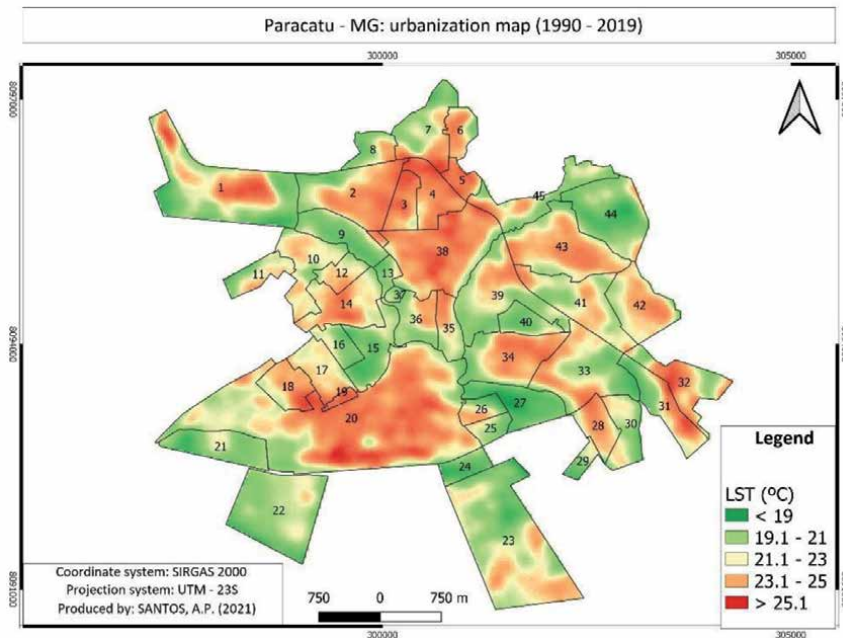 Paracatu - MG: urbanization map (1990 - 2019)
300000 305000
7 6
8
5
1 2 3 4 45 44
9 38 43
10 12 13
11
14 37 39 41 42
36 35 40
16 15 34
17 33
18 19 32
20 26 27 31
25 28 30
21
24 29
22 23
Legend
LST (ºC)
< 19
19.1 - 21
21.1 - 23
23.1 - 25
> 25.1
Coordinate system: SIRGAS 2000
Projection system: UTM - 23S
Produced by: SANTOS, A.P. (2021)
750 0 750 m
300000 305000